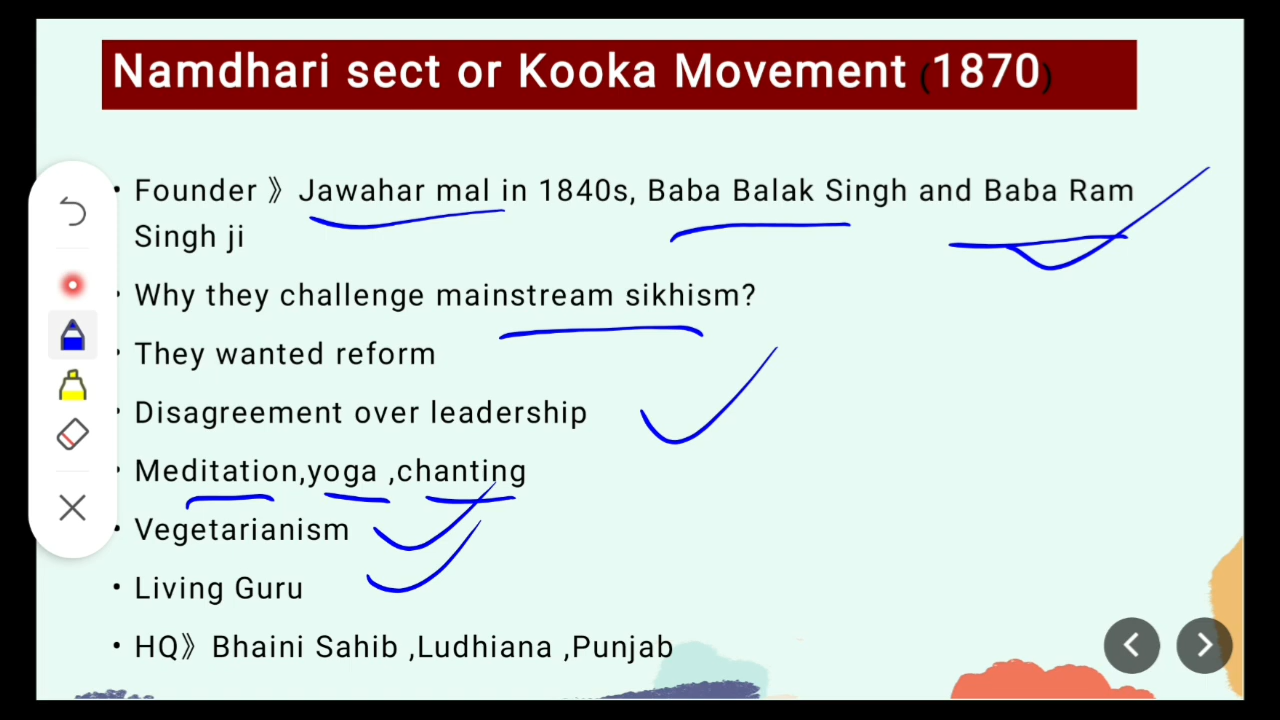 Namdhari sect or Kooka Movement (1870)
• Founder 》Jawahar mal in 1840s, Baba Balak Singh and Baba Ram
Singh ji
• Why they challenge mainstream sikhism?
• They wanted reform
• Disagreement over leadership
• Meditation,yoga ,chanting
• Vegetarianism
• Living Guru
• HQ》Bhaini Sahib ,Ludhiana ,Punjab